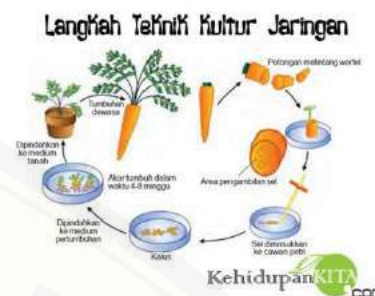 Langkah Teknik Kultur Jaringan
Potongan melintang wortel
Tumbuhan
dewasa
Dipindahkan
ke medium
tanah
Akar tumbuh dalam
waktu 4-8 minggu
Area pengambilan sel
Dipindahkan
ke medium
pertumbuhan
Kalus
Sel dimasukkan
ke cawan petri
KehidupanKITA
.com